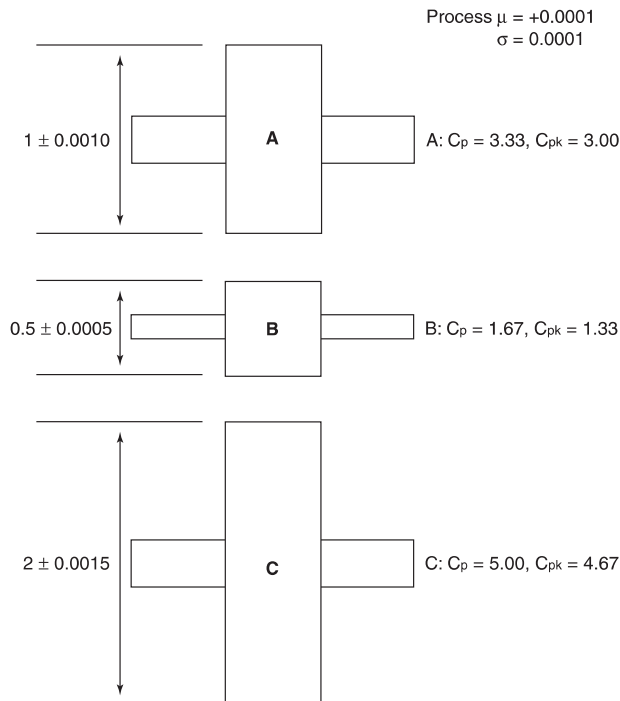 Process μ = +0.0001
σ = 0.0001
1 ± 0.0010
A
A: Cp = 3.33, Cpk = 3.00
0.5 ± 0.0005
B
B: Cp = 1.67, Cpk = 1.33
2 ± 0.0015
C
C: Cp = 5.00, Cpk = 4.67